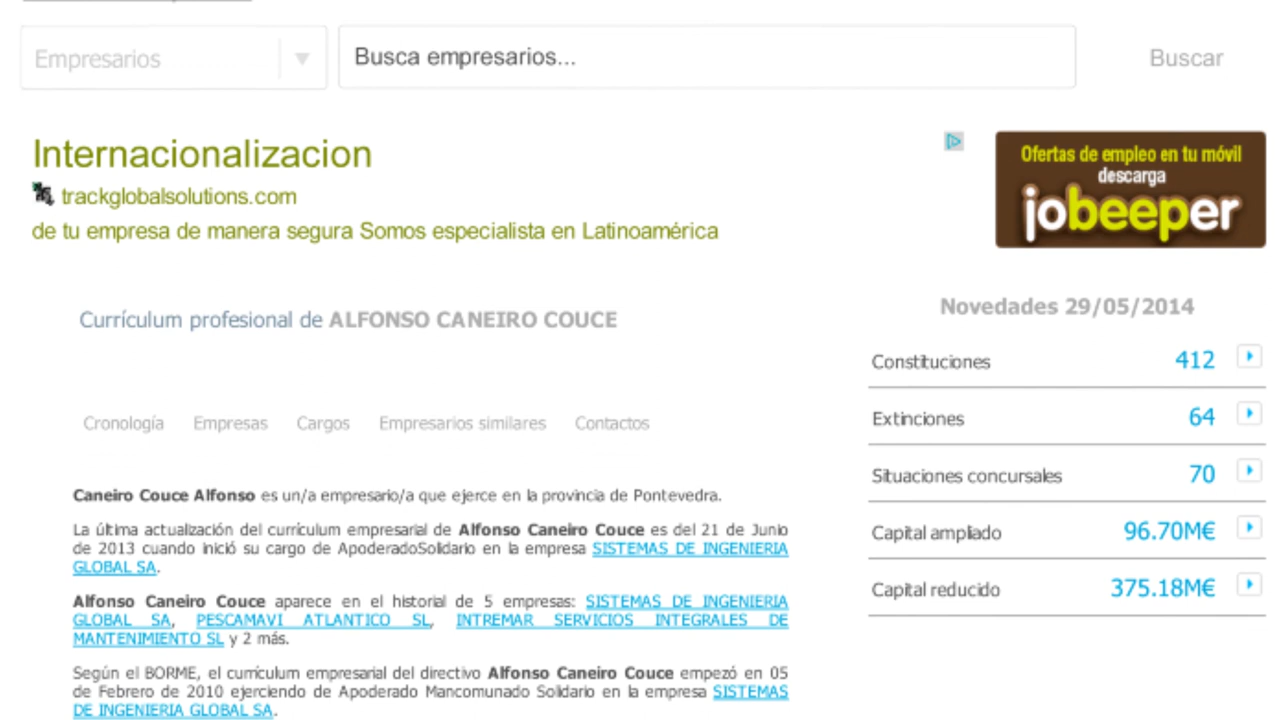 Empresarios
Busca empresarios...
Buscar
Internacionalizacion
trackglobalsolutions.com
de tu empresa de manera segura Somos especialista en Latinoamérica
Ofertas de empleo en tu móvil
descarga
jobeeper
Currículum profesional de ALFONSO CANEIRO COUCE
Cronología Empresas Cargos Empresarios similares Contactos
Caneiro Couce Alfonso es un/a empresario/a que ejerce en la provincia de Pontevedra.
La última actualización del currículum empresarial de Alfonso Caneiro Couce es del 21 de Junio
de 2013 cuando inició su cargo de ApoderadoSolidario en la empresa SISTEMAS DE INGENIERIA
GLOBAL SA.
Alfonso Caneiro Couce aparece en el historial de 5 empresas: SISTEMAS DE INGENIERIA
GLOBAL SA, PESCAMAVI ATLANTICO SL, INTREMAR SERVICIOS INTEGRALES DE
MANTENIMIENTO SL y 2 más.
Según el BORME, el currículum empresarial del directivo Alfonso Caneiro Couce empezó en 05
de Febrero de 2010 ejerciendo de Apoderado Mancomunado Solidario en la empresa SISTEMAS
DE INGENIERIA GLOBAL SA.
Novedades 29/05/2014
Constituciones 412
Extinciones 64
Situaciones concursales 70
Capital ampliado 96.70M€
Capital reducido 375.18M€